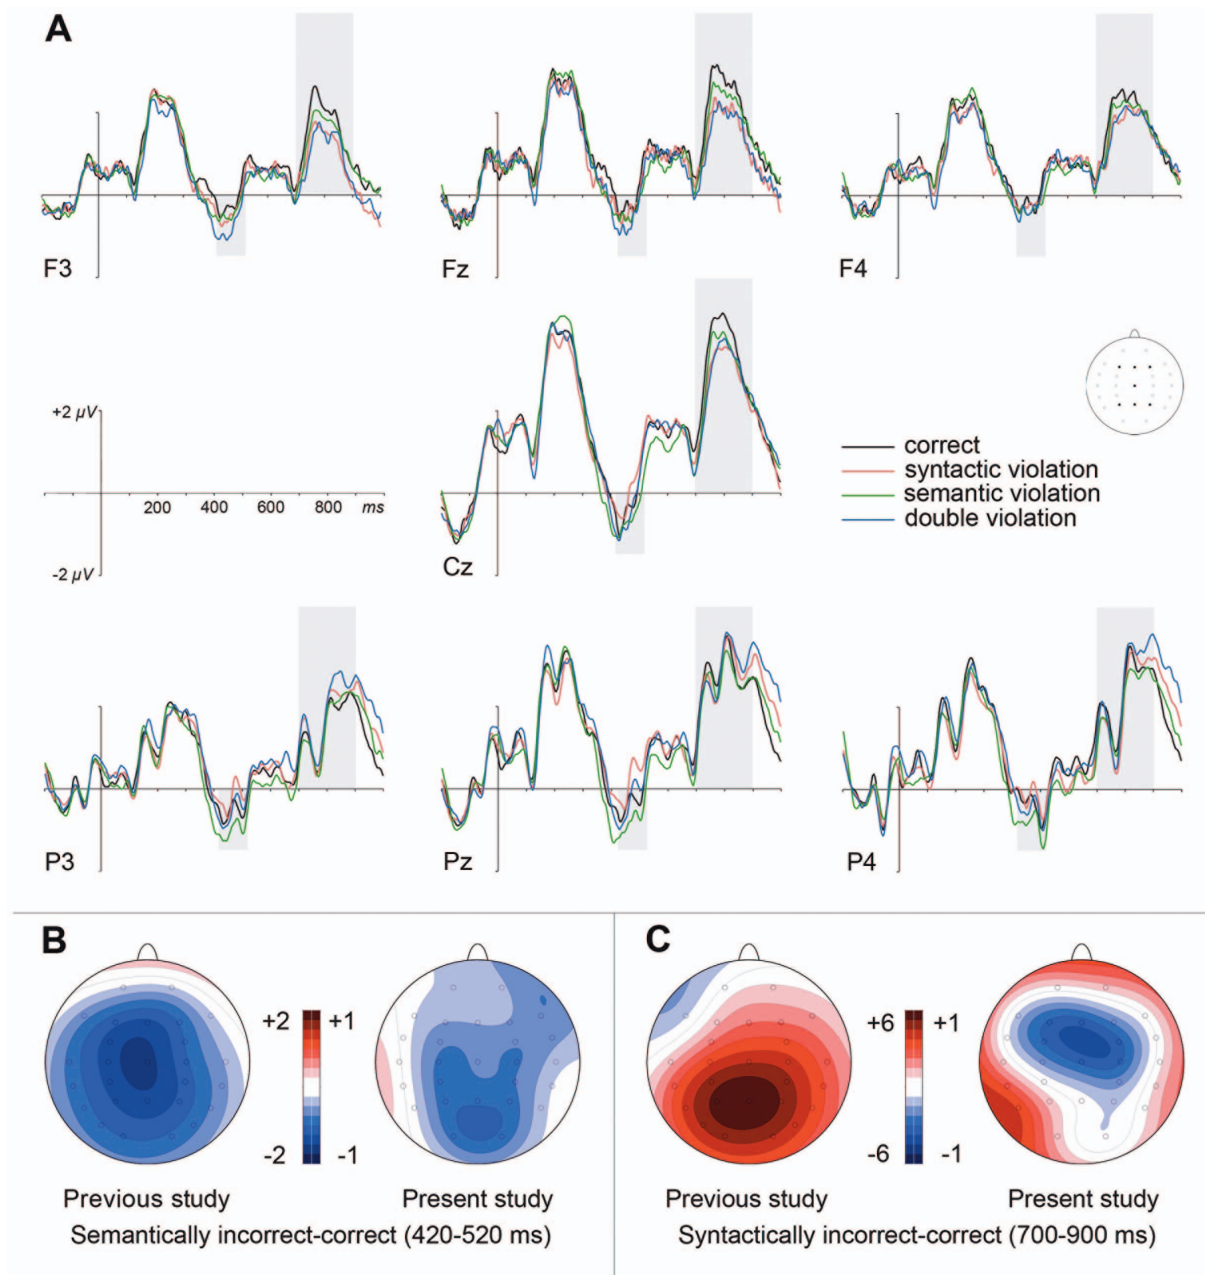 A
F3
Fz
F4
+2 µV
200 400 600 800 ms
-2 µV
Cz
correct
syntactic violation
semantic violation
double violation
P3
Pz
P4
B
+2 +1
-2 -1
Previous study
Present study
Semantically incorrect-correct (420-520 ms)
C
+6 +1
-6 -1
Previous study
Present study
Syntactically incorrect-correct (700-900 ms)